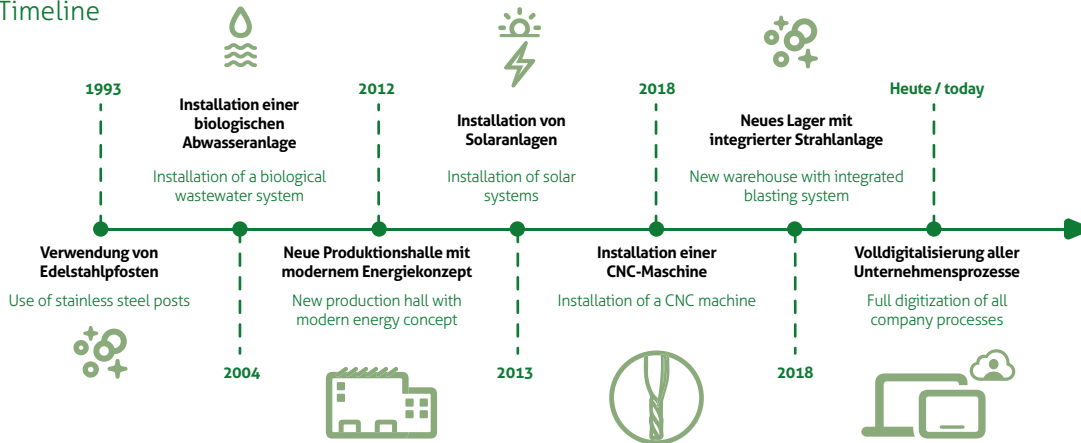 Timeline
1993
Verwendung von
Edelstahlpfosten
Use of stainless steel posts
Installation einer
biologischen
Abwasseranlage
Installation of a biological
wastewater system
2004
2012
Neue Produktionshalle mit
modernem Energiekonzept
New production hall with
modern energy concept
Installation von
Solaranlagen
Installation of solar
systems
2013
2018
Installation einer
CNC-Maschine
Installation of a CNC machine
Neues Lager mit
integrierter Strahlanlage
New warehouse with integrated
blasting system
2018
Heute / today
Volldigitalisierung aller
Unternehmensprozesse
Full digitization of all
company processes